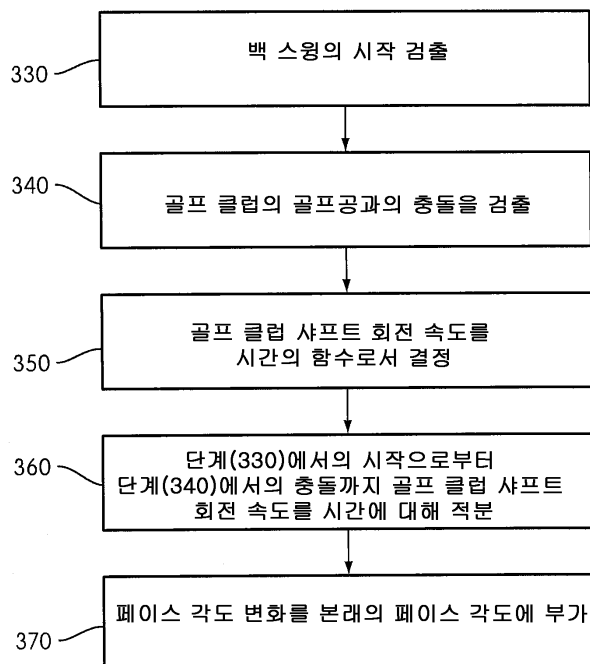 330
백 스윙의 시작 검출
340
골프 클럽의 골프공과의 충돌을 검출
350
골프 클럽 샤프트 회전 속도를
시간의 함수로서 결정
360
단계(330)에서의 시작으로부터
단계(340)에서의 충돌까지 골프 클럽 샤프트
회전 속도를 시간에 대해 적분
370
페이스 각도 변화를 본래의 페이스 각도에 부가